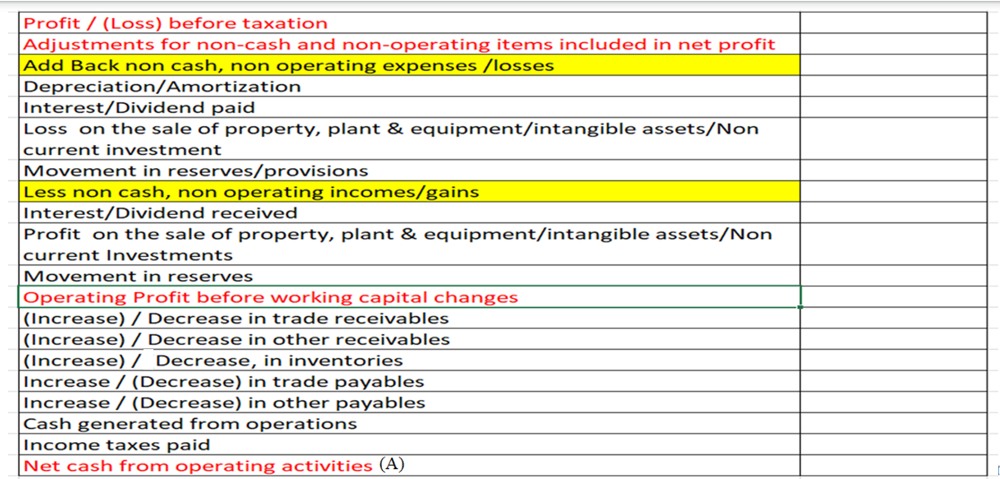 Profit / (Loss) before taxation
Adjustments for non-cash and non-operating items included in net profit
Add Back non cash, non operating expenses /losses
Depreciation/Amortization
Interest/Dividend paid
Loss on the sale of property, plant & equipment/intangible assets/Non
current investment
Movement in reserves/provisions
Less non cash, non operating incomes/gains
Interest/Dividend received
Profit on the sale of property, plant & equipment/intangible assets/Non
current Investments
Movement in reserves
Operating Profit before working capital changes
(Increase) / Decrease in trade receivables
(Increase) / Decrease in other receivables
(Increase) / Decrease, in inventories
Increase / (Decrease) in trade payables
Increase / (Decrease) in other payables
Cash generated from operations
Income taxes paid
Net cash from operating activities (A)